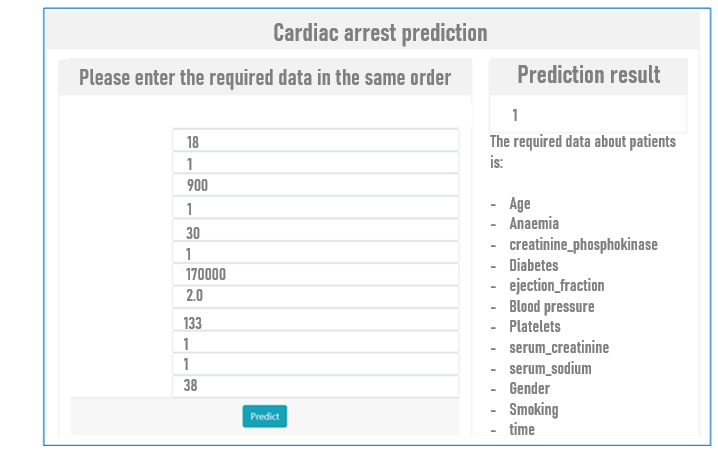 Cardiac arrest prediction
Please enter the required data in the same order
18
1
900
1
30
1
170000
2.0
133
1
1
38
Predict
Prediction result
1
The required data about patients
is:
- Age
- Anaemia
- creatinine_phosphokinase
- Diabetes
- ejection_fraction
- Blood pressure
- Platelets
- serum_creatinine
- serum_sodium
- Gender
- Smoking
- time